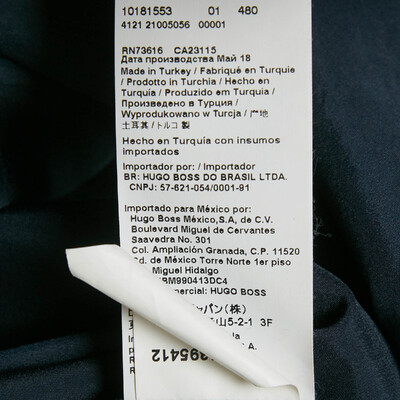 10181553 01 480
4121 21005056 00001
RN73616 CA23115
Дата производства Май 18
Made in Turkey / Fabriqué en Turquie
/ Prodotto in Turchia / Hecho en
Turquía / Produzido em Turquia /
Произведено в Турции /
Wyprodukowano w Turcja / 产地
土耳其 / トルコ 製
Hecho en Turquía con insumos
importados
Importador por: / Importador
BR: HUGO BOSS DO BRASIL LTDA.
CNPJ: 57-621-054/0001-91
Importado para México por:
Hugo Boss México,S.A, de C.V.
Boulevard Miguel de Cervantes
Saavedra No. 301
Col. Ampliación Granada, C.P. 11520
Cd. de México Torre Norte 1er piso
Miguel Hidalgo
BM990413DC4
mercial: HUGO BOSS
ャパン(株)
山5-2-1 3F
da
A.
Im
R
R
395412